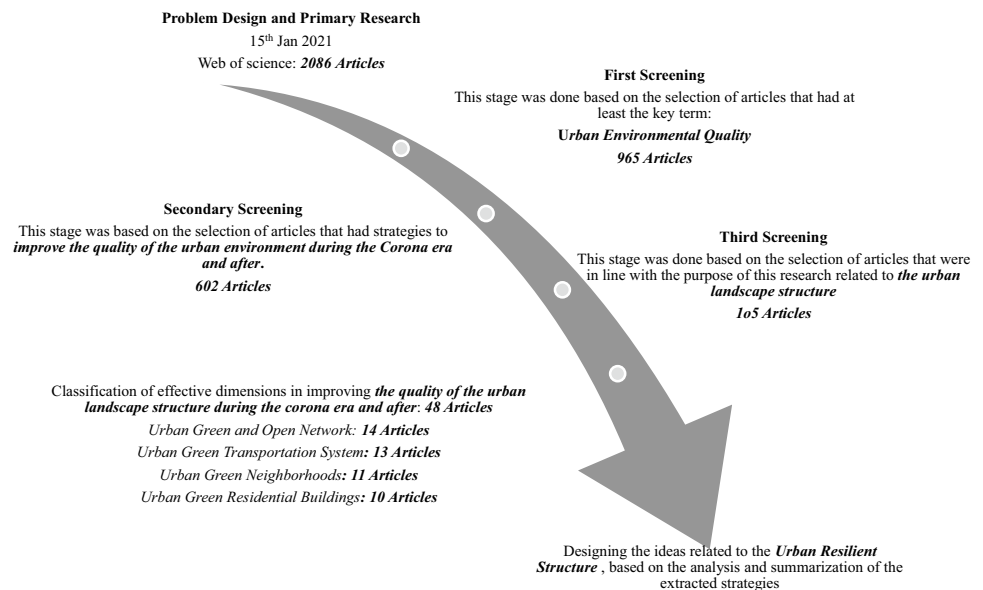 Problem Design and Primary Research
15th Jan 2021
Web of science: 2086 Articles
First Screening
This stage was done based on the selection of articles that had at
least the key term:
Urban Environmental Quality
965 Articles
Secondary Screening
This stage was based on the selection of articles that had strategies to
improve the quality of the urban environment during the Corona era
and after.
602 Articles
Third Screening
This stage was done based on the selection of articles that were
in line with the purpose of this research related to the urban
landscape structure
1o5 Articles
Classification of effective dimensions in improving the quality of the urban
landscape structure during the corona era and after: 48 Articles
Urban Green and Open Network: 14 Articles
Urban Green Transportation System: 13 Articles
Urban Green Neighborhoods: 11 Articles
Urban Green Residential Buildings: 10 Articles
Designing the ideas related to the Urban Resilient
Structure , based on the analysis and summarization of the
extracted strategies